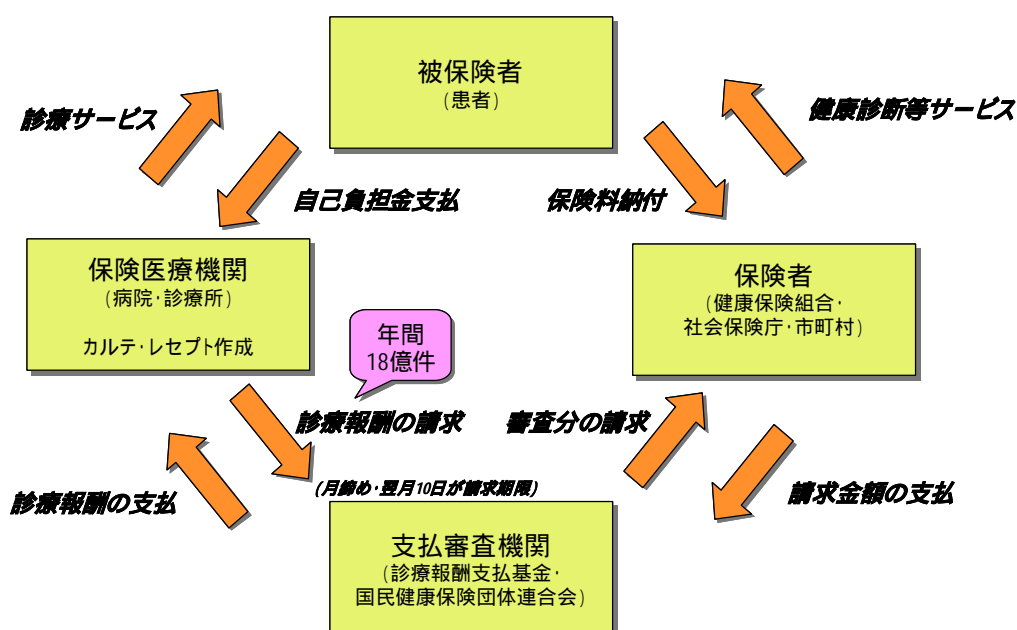 被保険者
(患者)
診療サービス
健康診断等サービス
自己負担金支払
保険料納付
保険医療機関
(病院・診療所)
カルテ・レセプト作成
保険者
(健康保険組合・
社会保険庁・市町村)
年間
18億件
診療報酬の請求
審査分の請求
(月締め・翌月10日が請求期限)
診療報酬の支払
請求金額の支払
支払審査機関
(診療報酬支払基金・
国民健康保険団体連合会)